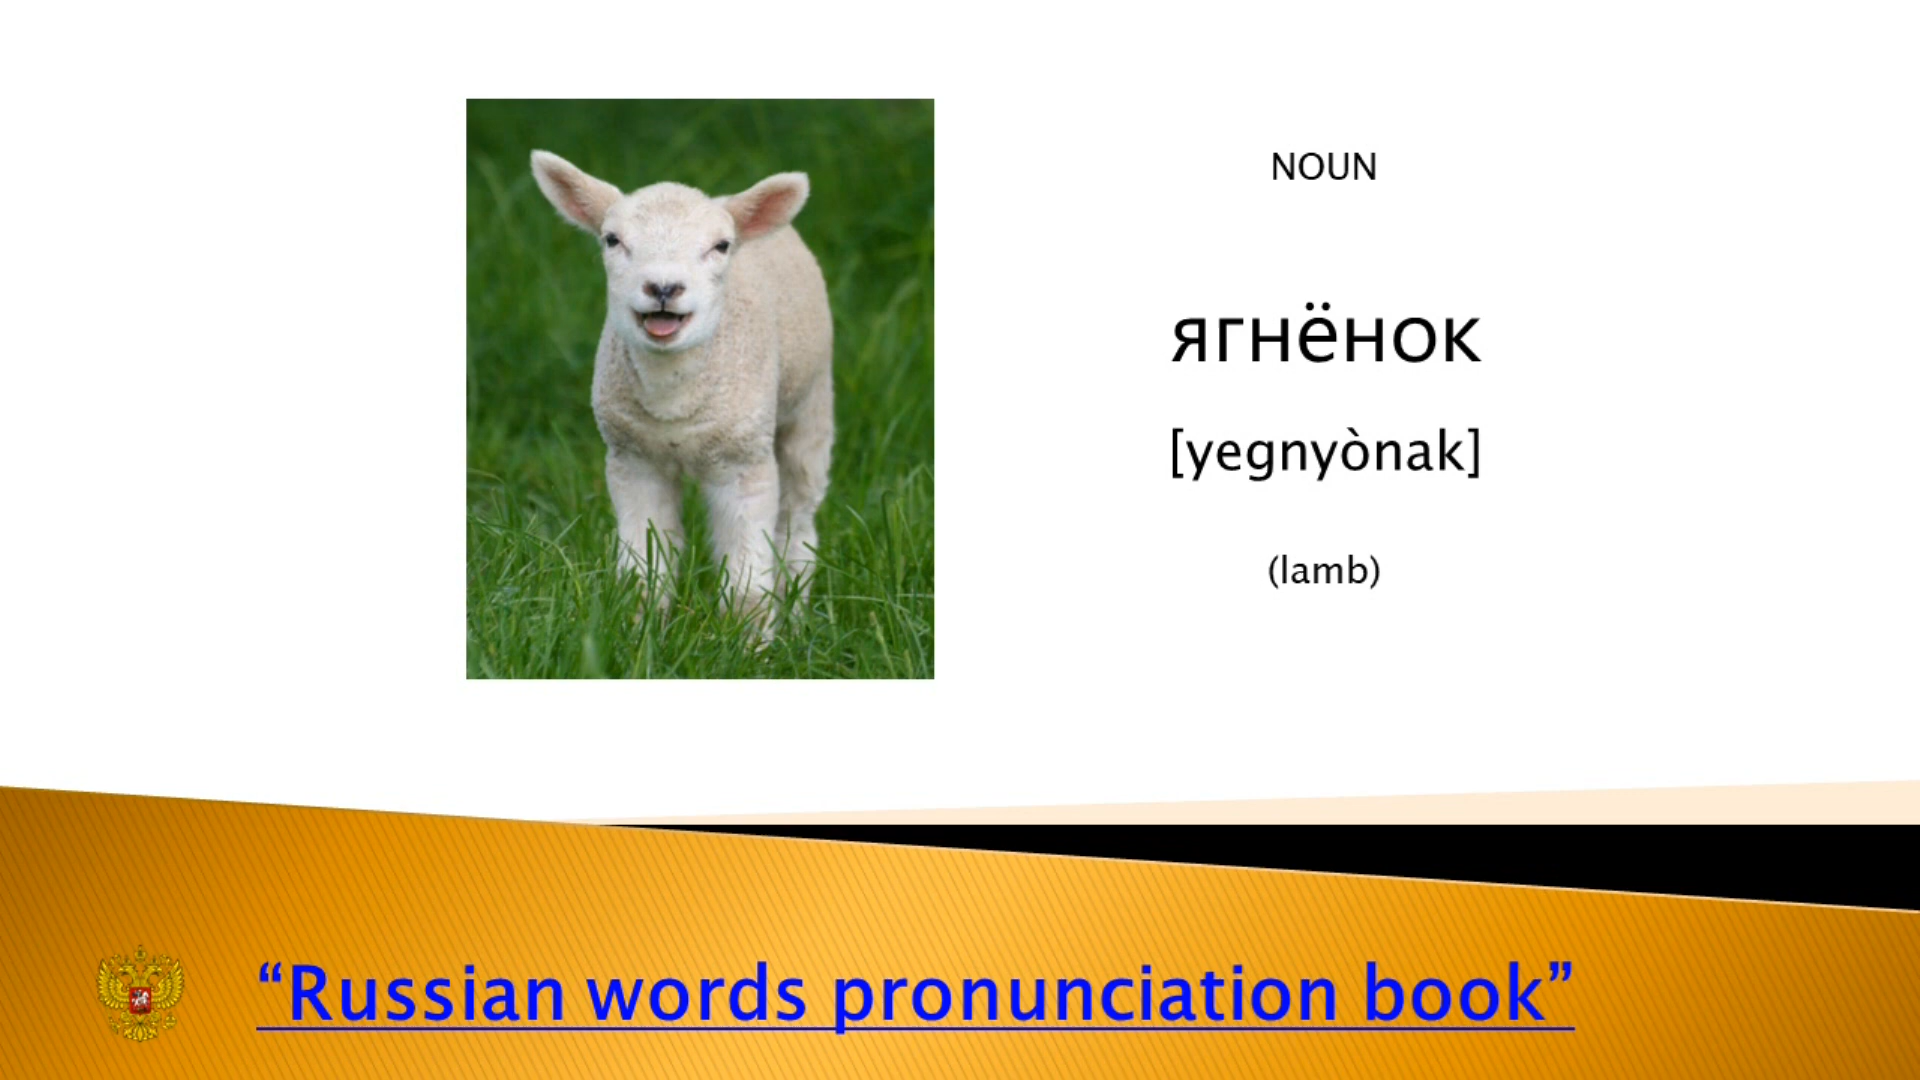 NOUN
ягнёнок
[yegnyònak]
(lamb)
“Russian words pronunciation book”